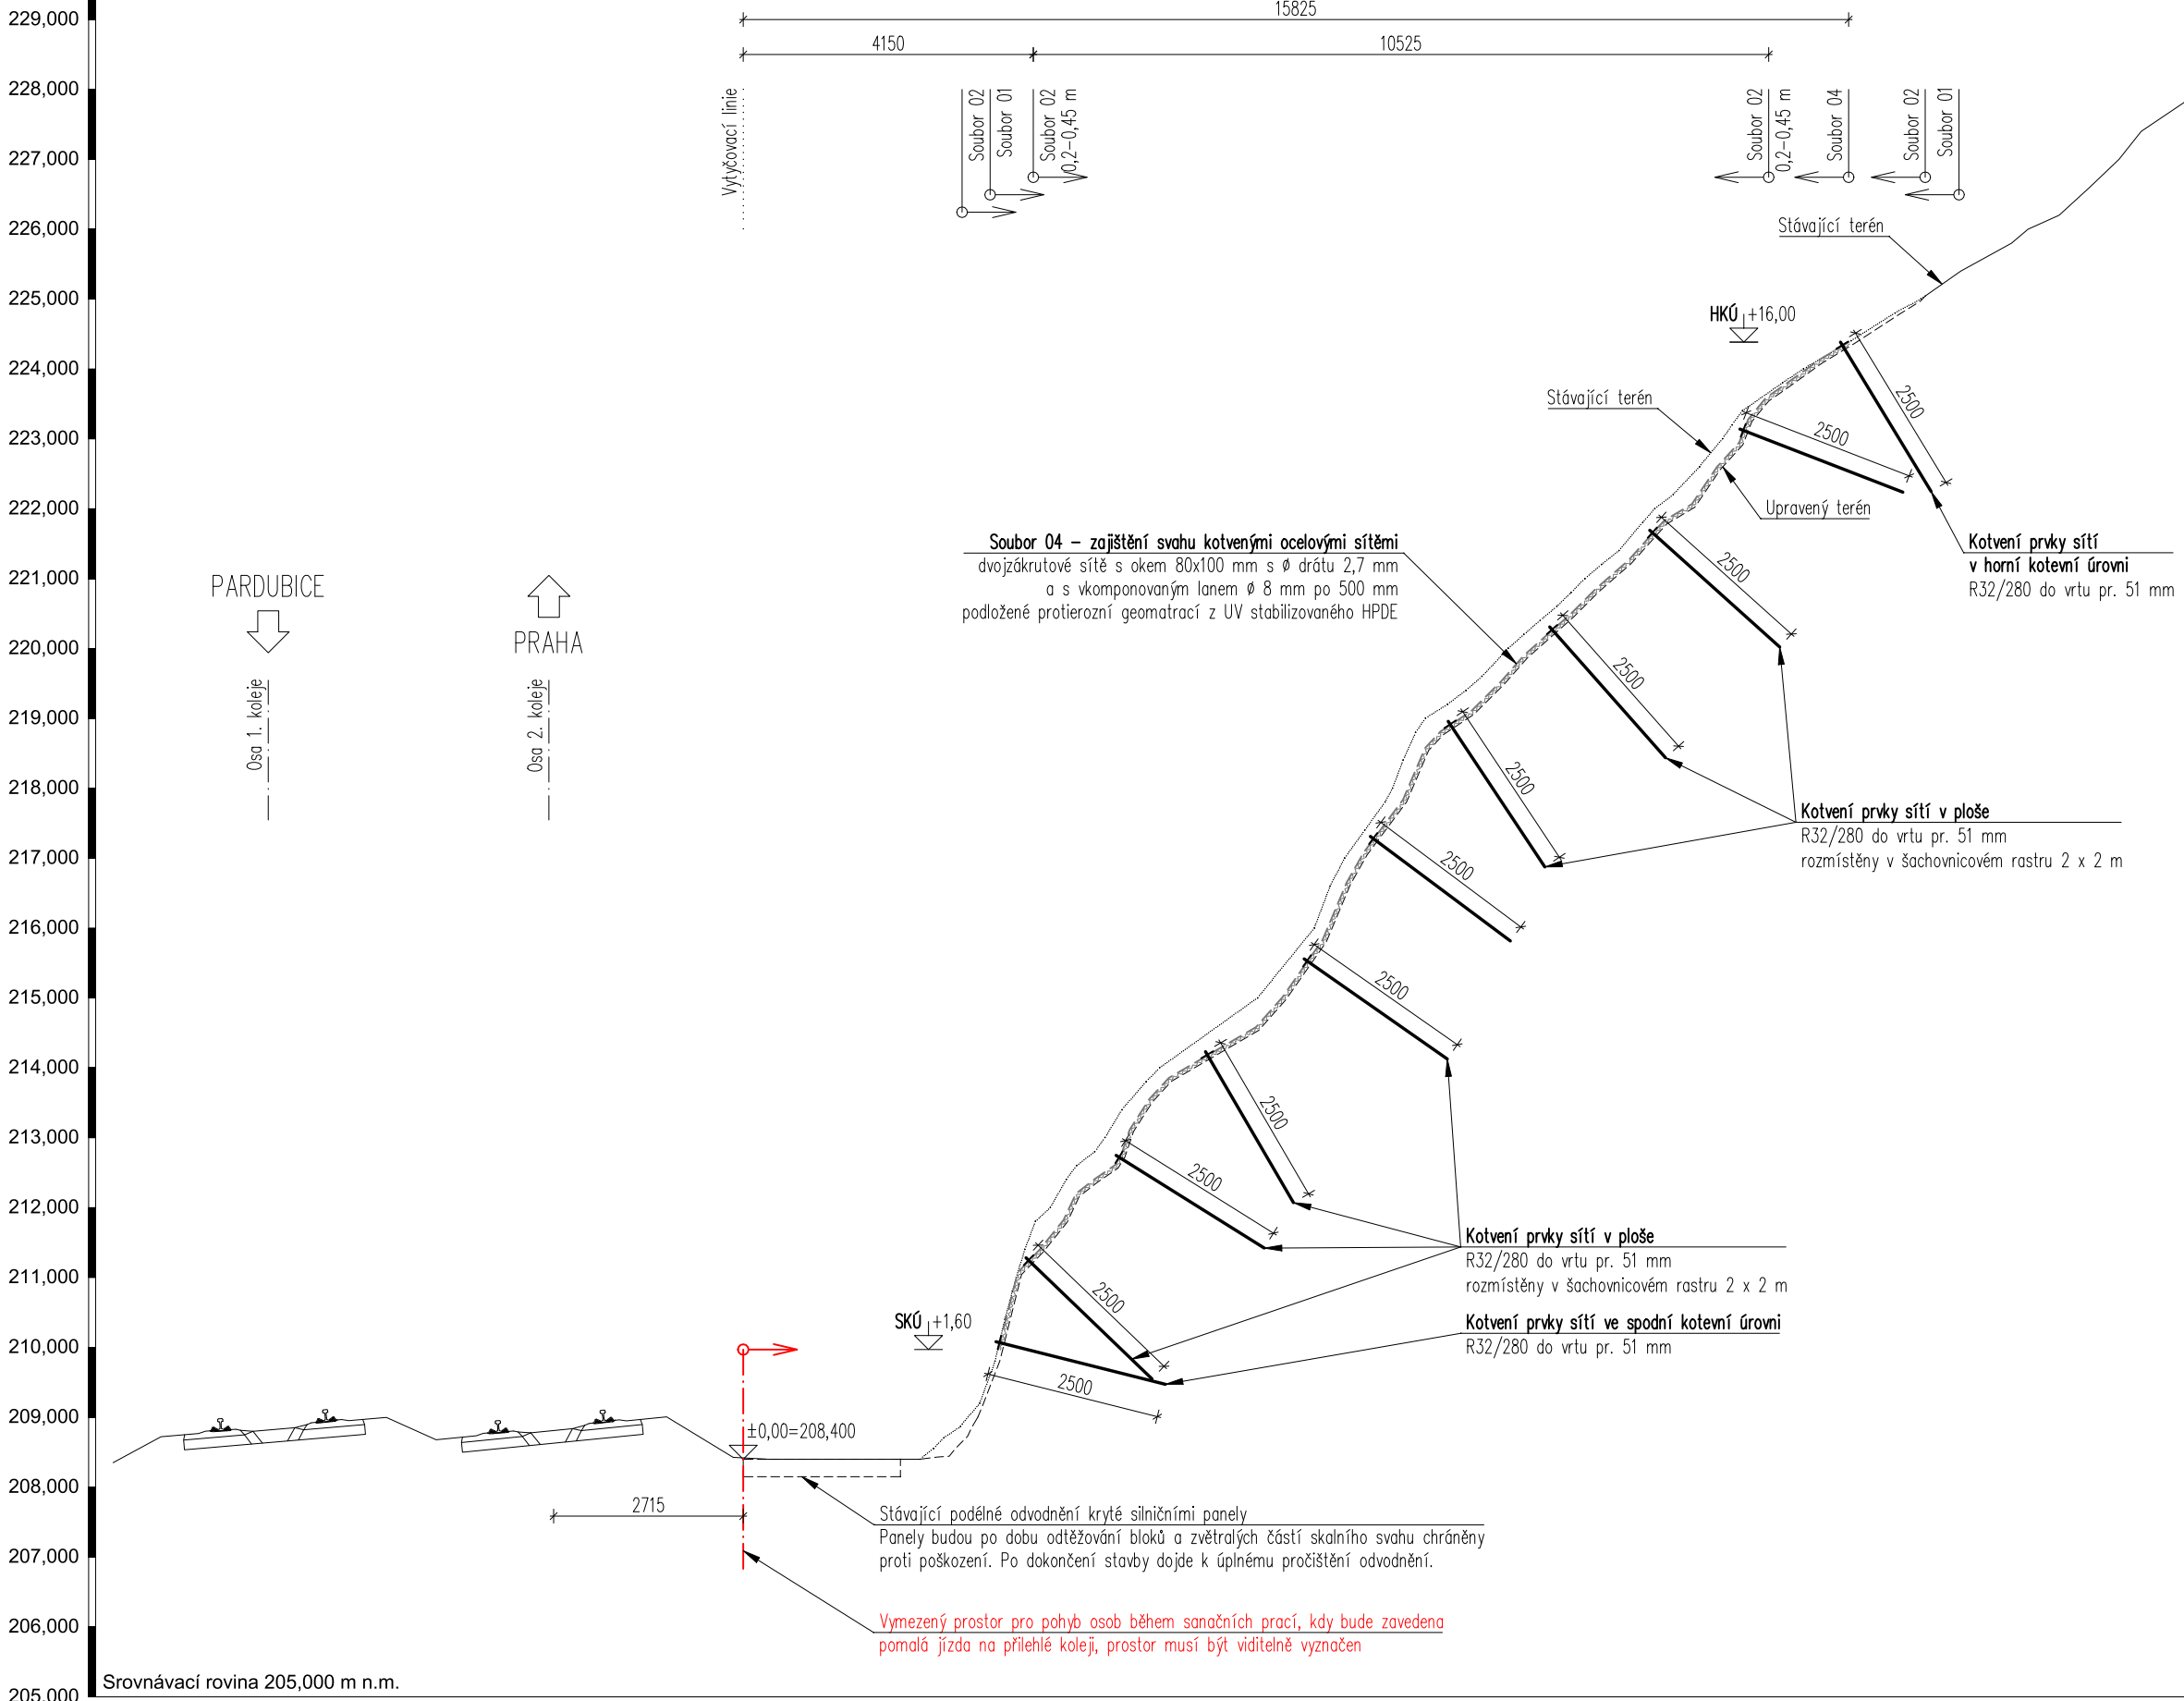 229,000
228,000
227,000
226,000
225,000
224,000
223,000
222,000
221,000
220,000
219,000
218,000
217,000
216,000
215,000
214,000
213,000
212,000
211,000
210,000
209,000
208,000
207,000
206,000
205,000
15825
4150
10525
Vytyčovací linie
Soubor 02
Soubor 01
Soubor 02
0,2-0,45 m
Soubor 02
0,2-0,45 m
Soubor 04
Soubor 02
Soubor 01
Stávající terén
HKÚ +16,00
Stávající terén
2500
2500
Upravený terén
Soubor 04 – zajištění svahu kotvenými ocelovými sítěmi
dvojzákrutové sítě s okem 80x100 mm s ø drátu 2,7 mm
a s vkomponovaným lanem ø 8 mm po 500 mm
podložené protierozní geomatrací z UV stabilizovaného HPDE
Kotvení prvky sítí
v horní kotevní úrovni
R32/280 do vrtu pr. 51 mm
PARDUBICE
PRAHA
Osa 1. koleje
Osa 2. koleje
2500
2500
2500
2500
Kotvení prvky sítí v ploše
R32/280 do vrtu pr. 51 mm
rozmístěny v šachovnicovém rastru 2 x 2 m
2500
2500
2500
2500
Kotvení prvky sítí v ploše
R32/280 do vrtu pr. 51 mm
rozmístěny v šachovnicovém rastru 2 x 2 m
SKÚ +1,60
Kotvení prvky sítí ve spodní kotevní úrovni
R32/280 do vrtu pr. 51 mm
2500
±0,00=208,400
2715
Stávající podélné odvodnění kryté silničními panely
Panely budou po dobu odtěžování bloků a zvětralých částí skalního svahu chráněny
proti poškození. Po dokončení stavby dojde k úplnému pročištění odvodnění.
Vymezený prostor pro pohyb osob během sanačních prací, kdy bude zavedena
pomalá jízda na přilehlé koleji, prostor musí být viditelně vyznačen
Srovnávací rovina 205,000 m n.m.